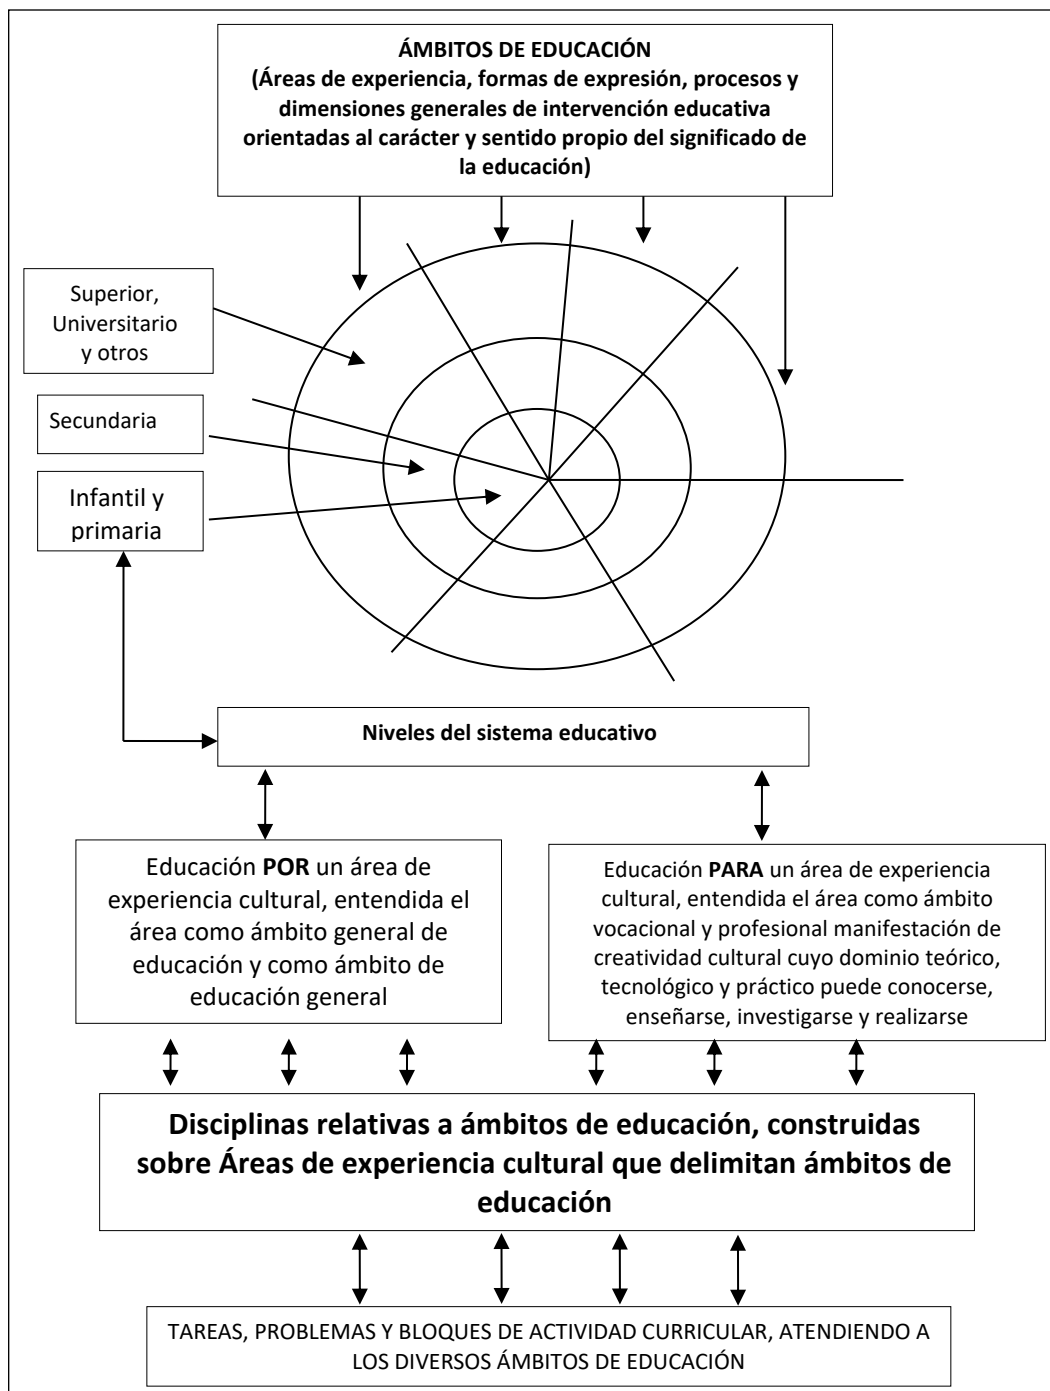 ÁMBITOS DE EDUCACIÓN
(Áreas de experiencia, formas de expresión, procesos y
dimensiones generales de intervención educativa
orientadas al carácter y sentido propio del significado de
la educación)
Superior,
Universitario
y otros
Secundaria
Infantil y
primaria
Niveles del sistema educativo
Educación POR un área de
experiencia cultural, entendida el
área como ámbito general de
educación y como ámbito de
educación general
Educación PARA un área de experiencia
cultural, entendida el área como ámbito
vocacional y profesional manifestación de
creatividad cultural cuyo dominio teórico,
tecnológico y práctico puede conocerse,
enseñarse, investigarse y realizarse
Disciplinas relativas a ámbitos de educación, construidas
sobre Áreas de experiencia cultural que delimitan ámbitos de
educación
TAREAS, PROBLEMAS Y BLOQUES DE ACTIVIDAD CURRICULAR, ATENDIENDO A
LOS DIVERSOS ÁMBITOS DE EDUCACIÓN